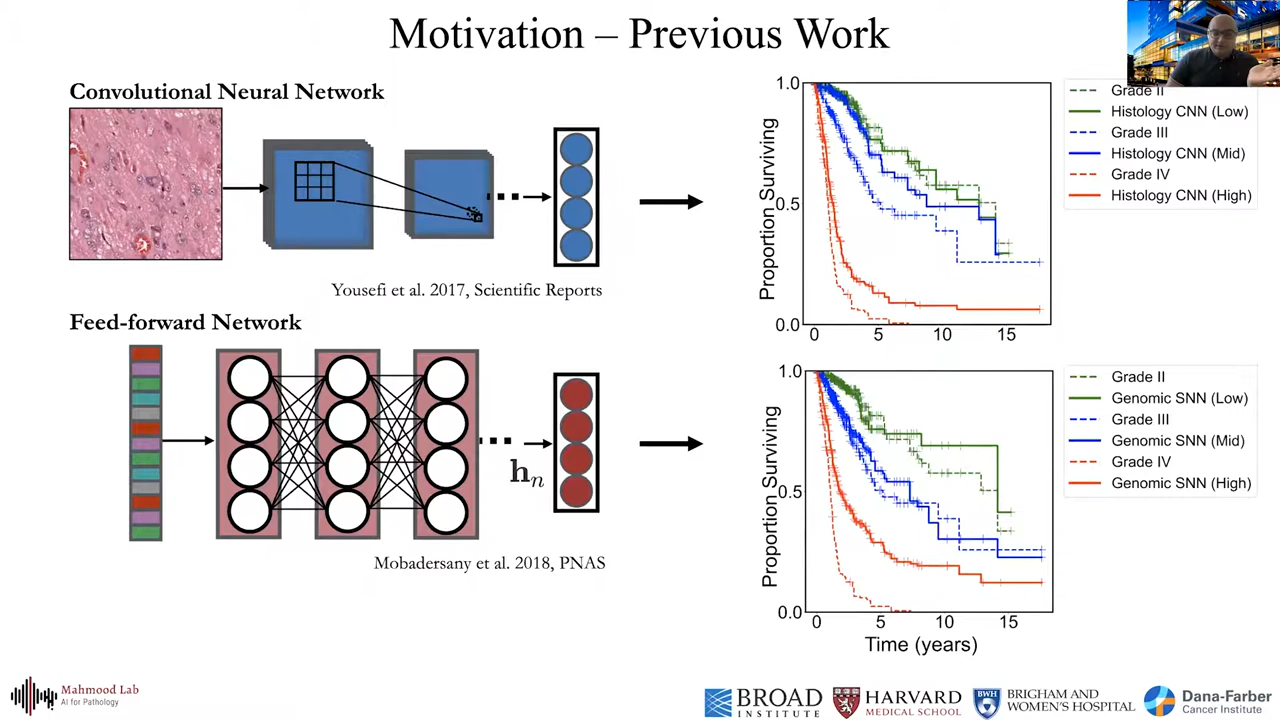 Motivation – Previous Work
Convolutional Neural Network
Yousefi et al. 2017, Scientific Reports
Feed-forward Network
hn
Mobadersany et al. 2018, PNAS
Proportion Surviving
1.0
0.5
0.0
0 5 10 15
Grade II
Histology CNN (Low)
Grade III
Histology CNN (Mid)
Grade IV
Histology CNN (High)
Proportion Surviving
1.0
0.5
0.0
0 5 10 15
Time (years)
Grade II
Genomic SNN (Low)
Grade III
Genomic SNN (Mid)
Grade IV
Genomic SNN (High)
Mahmood Lab
AI for Pathology
BROAD
INSTITUTE
HARVARD
MEDICAL SCHOOL
BWH
BRIGHAM AND
WOMEN'S HOSPITAL
Dana-Farber
Cancer Institute